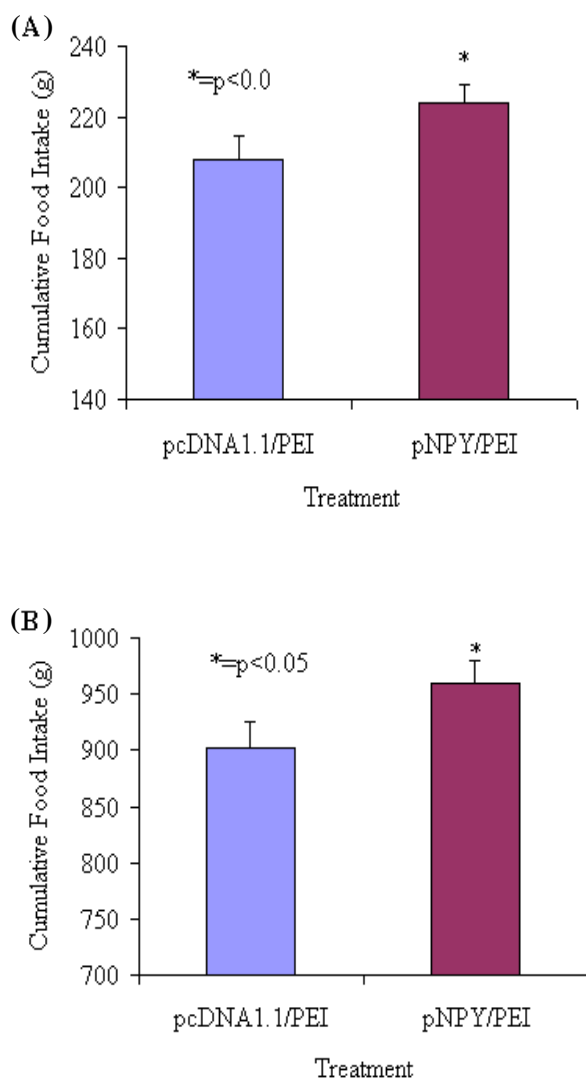 (A)
Cumulative Food Intake (g)
240
220
200
180
160
140
*=p<0.0
*
pcDNA1.1/PEI
pNPY/PEI
Treatment
(B)
Cumulative Food Intake (g)
1000
950
900
850
800
750
700
*=p<0.05
*
pcDNA1.1/PEI
pNPY/PEI
Treatment